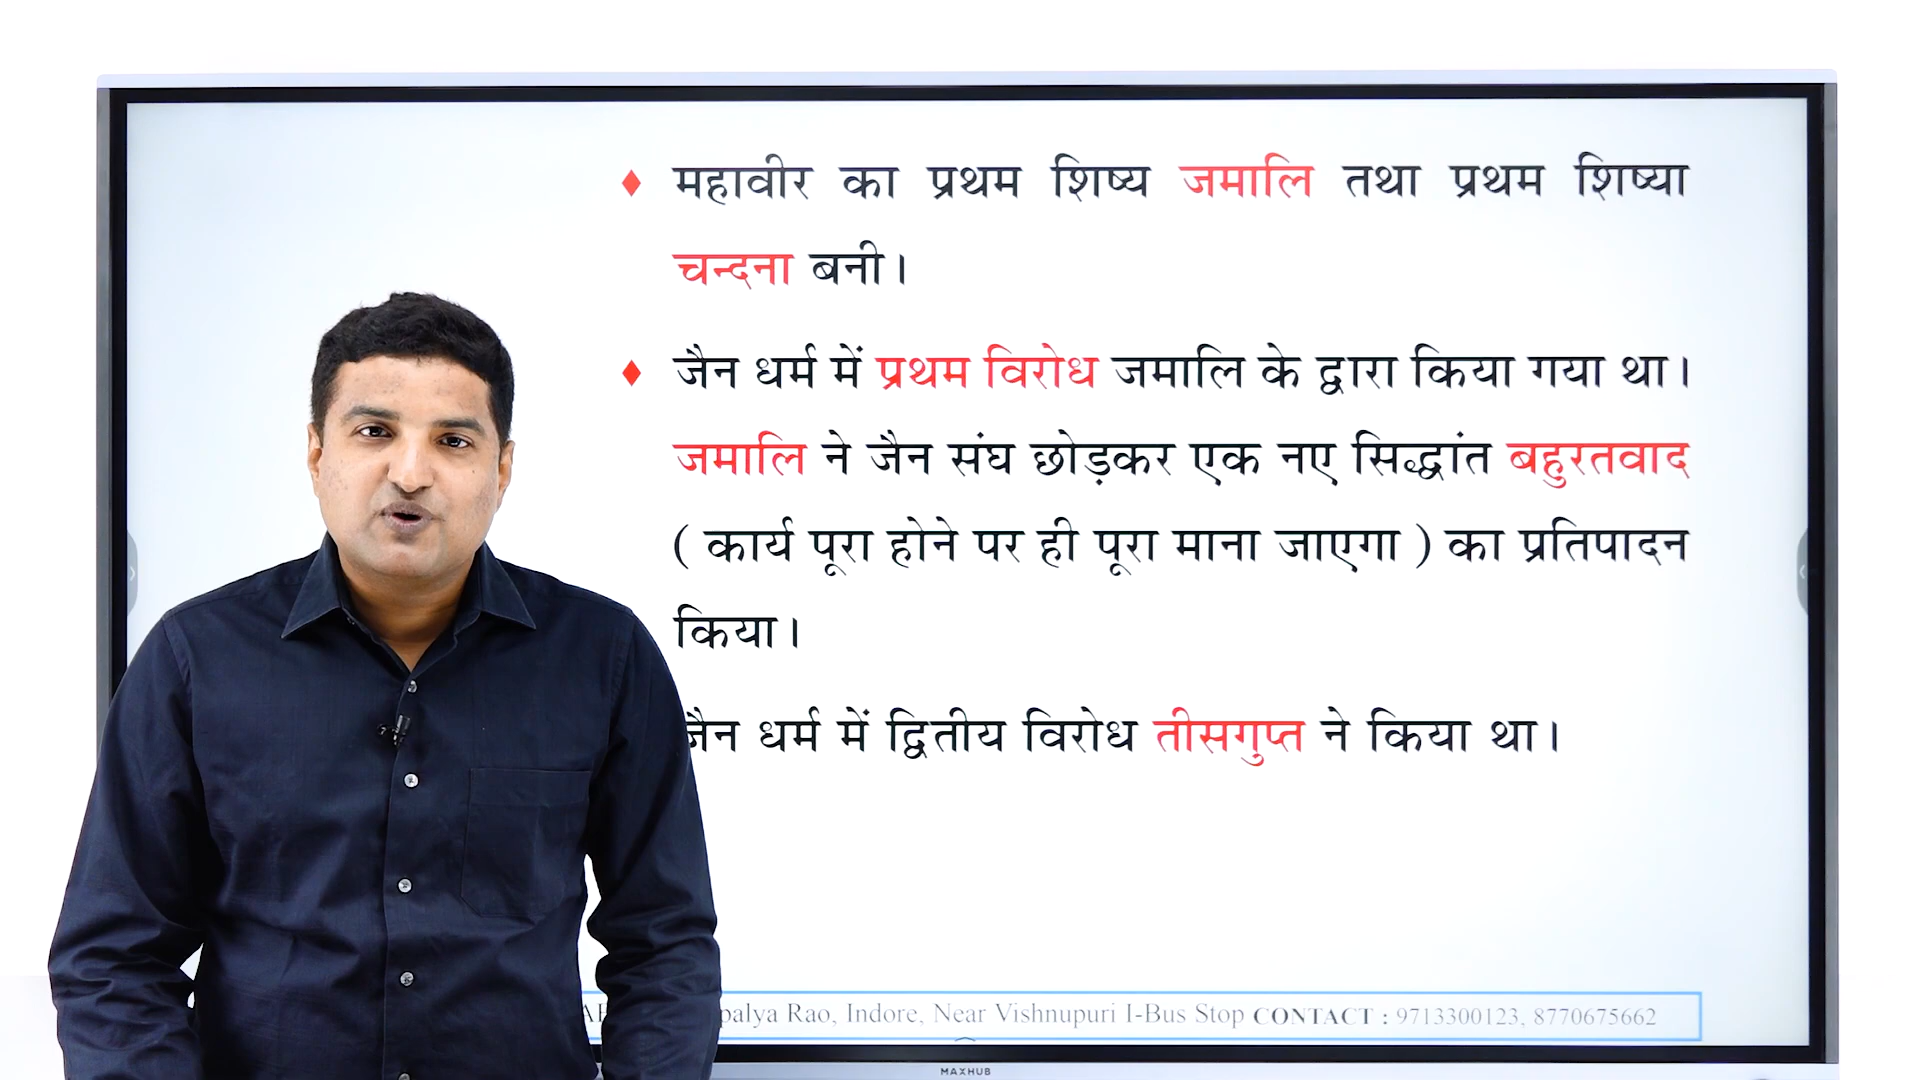 महावीर का प्रथम शिष्य जमालि तथा प्रथम शिष्या
चन्दना बनी।
जैन धर्म में प्रथम विरोध जमालि के द्वारा किया गया था।
जमालि ने जैन संघ छोड़कर एक नए सिद्धांत बहुरतवाद
( कार्य पूरा होने पर ही पूरा माना जाएगा ) का प्रतिपादन
किया।
जैन धर्म में द्वितीय विरोध तीसगुप्त ने किया था।
Rao, Indore, Near Vishnupuri I-Bus Stop CONTACT : 9713300123, 8770675662
MAXHUB